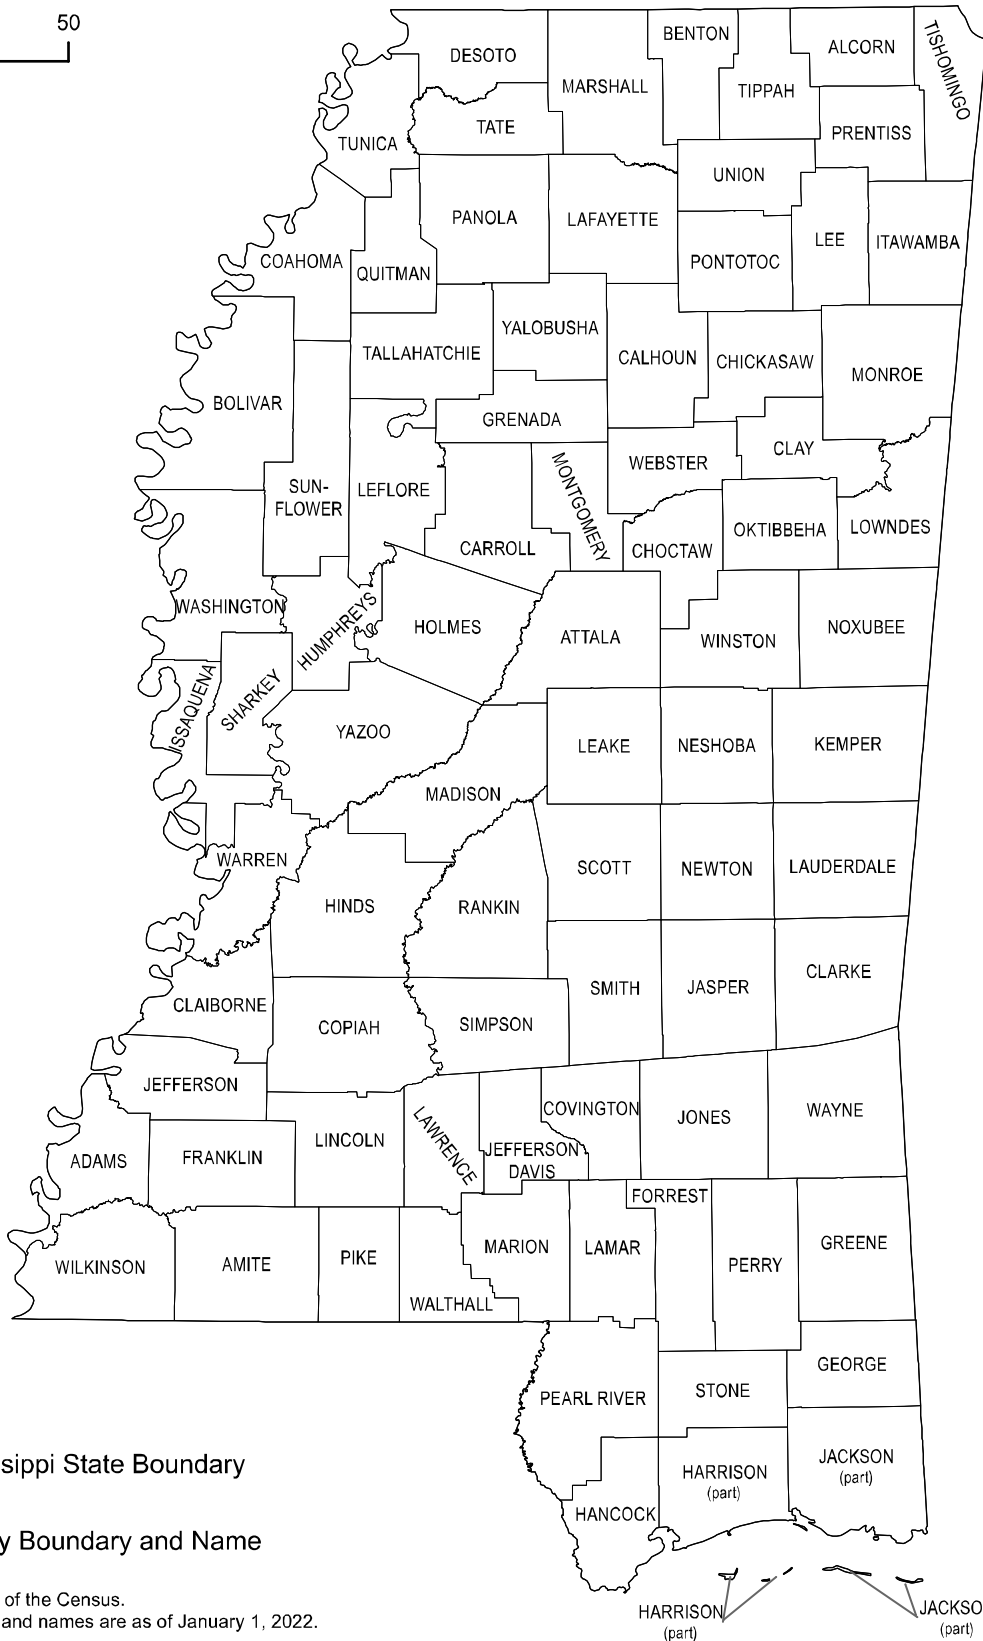 50
DESOTO
BENTON
ALCORN
TISHOMINGO
MARSHALL
TIPPAH
TATE
PRENTISS
TUNICA
UNION
PANOLA
LAFAYETTE
LEE
ITAWAMBA
COAHOMA
QUITMAN
PONTOTOC
YALOBUSHA
TALLAHATCHIE
CALHOUN
CHICKASAW
MONROE
BOLIVAR
GRENADA
CLAY
WEBSTER
SUN-
FLOWER
LEFLORE
MONTGOMERY
OKTIBBEHA
LOWNDES
CARROLL
CHOCTAW
WASHINGTON
HUMPHREYS
HOLMES
ATTALA
WINSTON
NOXUBEE
ISSAQUENA
SHARKEY
YAZOO
LEAKE
NESHOBA
KEMPER
MADISON
WARREN
SCOTT
NEWTON
LAUDERDALE
HINDS
RANKIN
CLAIBORNE
COPIAH
SIMPSON
SMITH
JASPER
CLARKE
JEFFERSON
LINCOLN
LAWRENCE
COVINGTON
JONES
WAYNE
JEFFERSON
DAVIS
ADAMS
FRANKLIN
FORREST
WILKINSON
AMITE
PIKE
MARION
LAMAR
PERRY
GREENE
WALTHALL
GEORGE
PEARL RIVER
STONE
sippi State Boundary
HARRISON
(part)
JACKSON
(part)
HANCOCK
y Boundary and Name
of the Census.
and names are as of January 1, 2022.
HARRISON
(part)
JACKSO
(part)